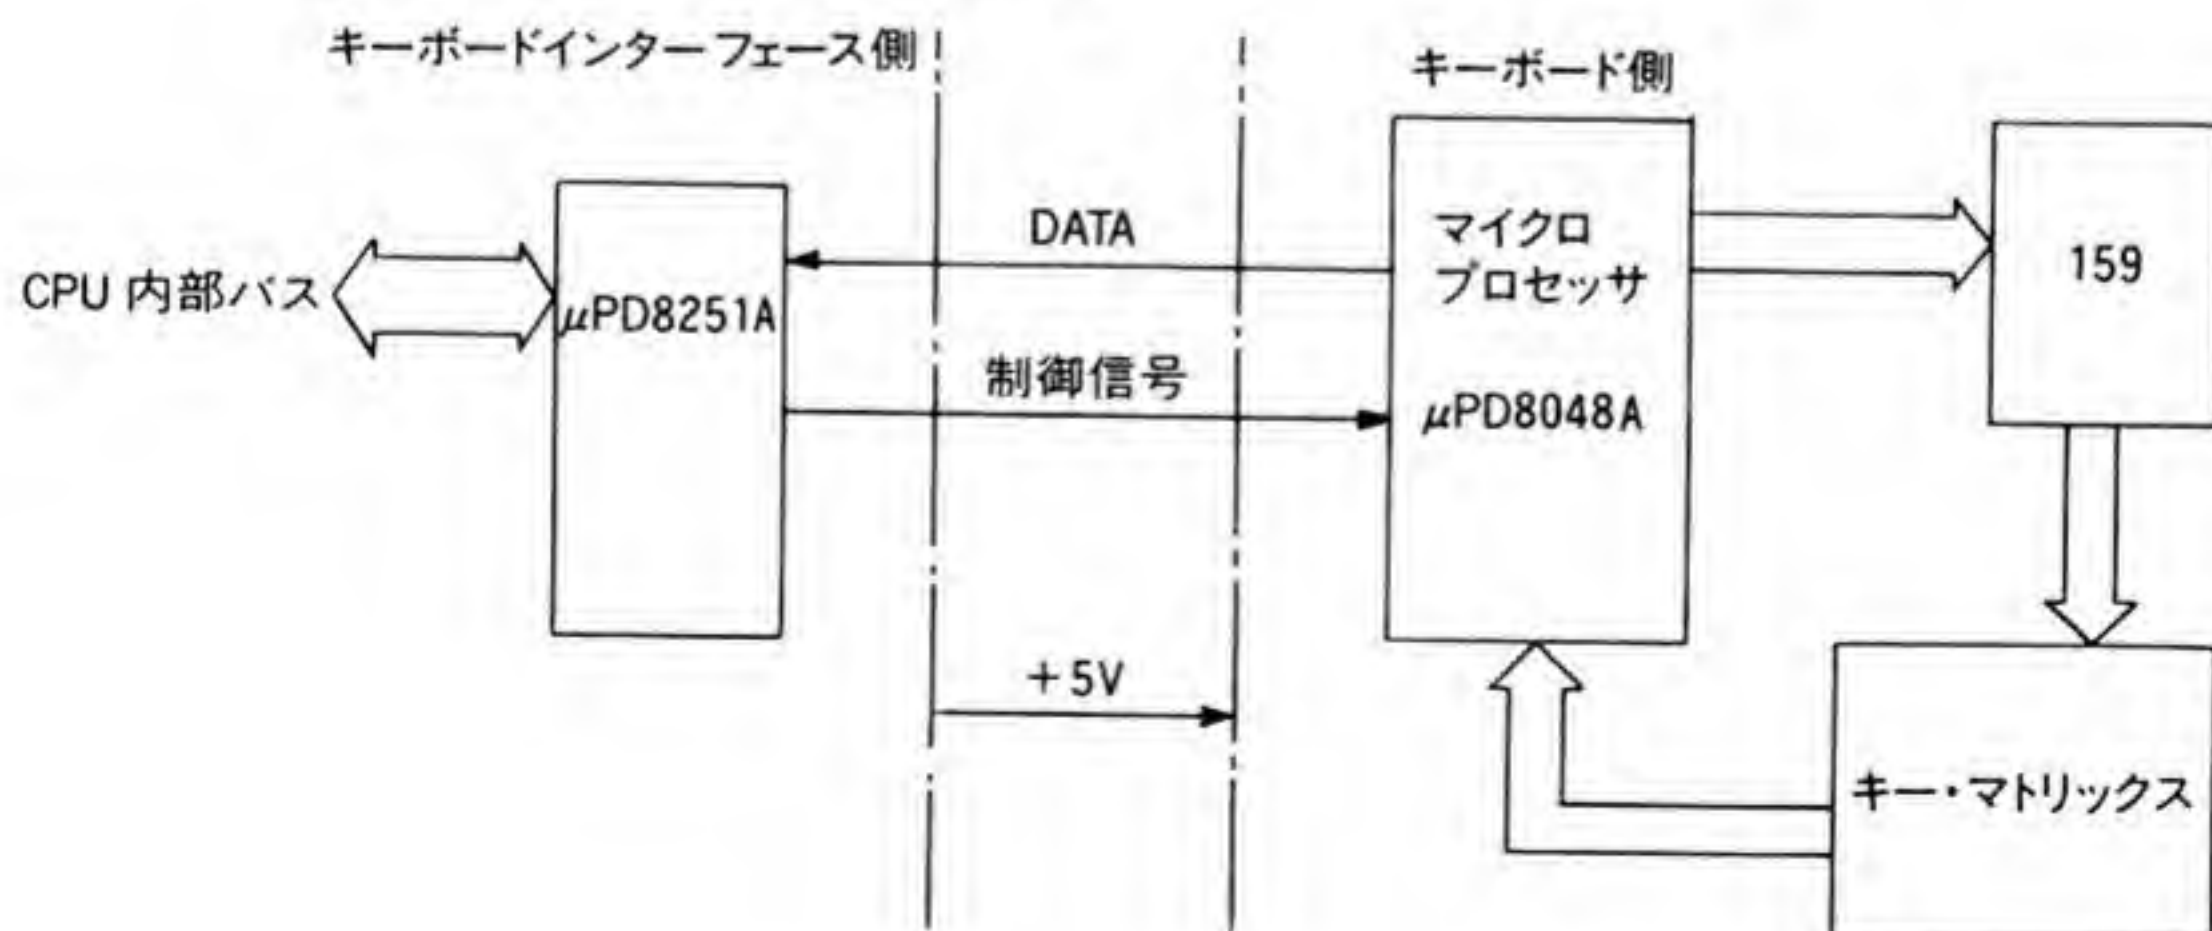 キーボードインターフェース側
キーボード側
CPU 内部バス
μPD8251A
DATA
制御信号
+5V
マイクロ
プロセッサ
μPD8048A
159
キー・マトリックス